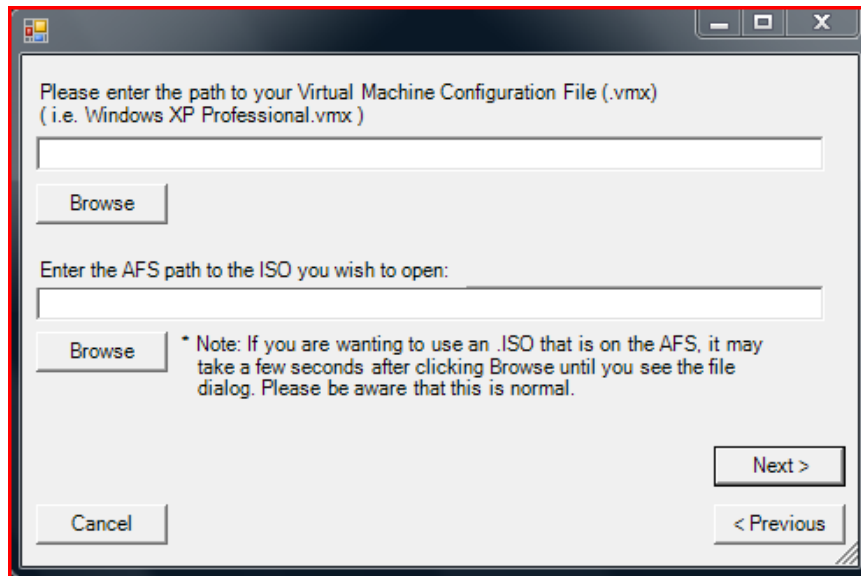 Please enter the path to your Virtual Machine Configuration File (.vmx)
( i.e. Windows XP Professional.vmx )
Browse
Enter the AFS path to the ISO you wish to open:
Browse
* Note: If you are wanting to use an .ISO that is on the AFS, it may
take a few seconds after clicking Browse until you see the file
dialog. Please be aware that this is normal.
Next >
Cancel
< Previous